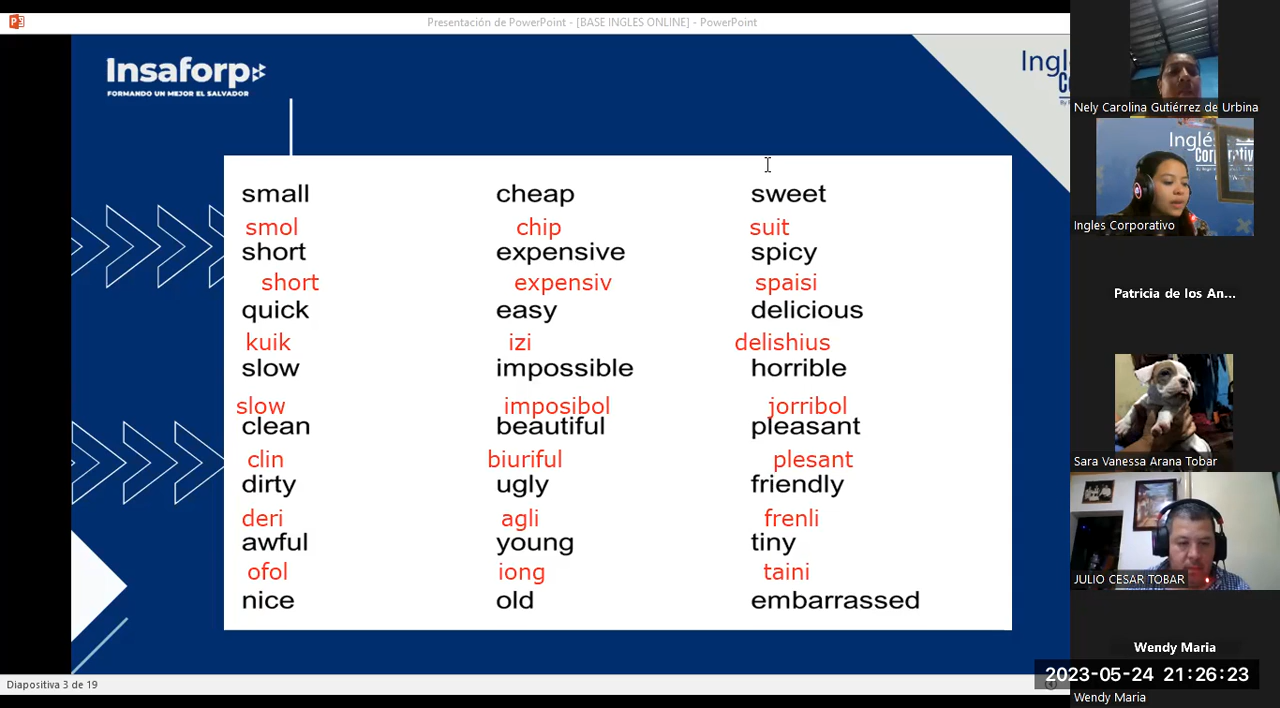 Presentación de PowerPoint - [BASE INGLES ONLINE] - PowerPoint
Insaforp
FORMANDO UN MEJOR EL SALVADOR
small cheap sweet
smol chip suit
short expensive spicy
short expensiv spaisi
quick easy delicious
kuik izi delishius
slow impossible horrible
slow imposibol jorribol
clean beautiful pleasant
clin biuriful plesant
dirty ugly friendly
deri agli frenli
awful young tiny
ofol iong taini
nice old embarrassed
Diapositiva 3 de 19
Nely Carolina Gutiérrez de Urbina
Inglés
Corporativo
Ingles Corporativo
Patricia de los An...
Sara Vanessa Arana Tobar
JULIO CESAR TOBAR
Wendy Maria
2023-05-24 21:26:23
Wendy Maria